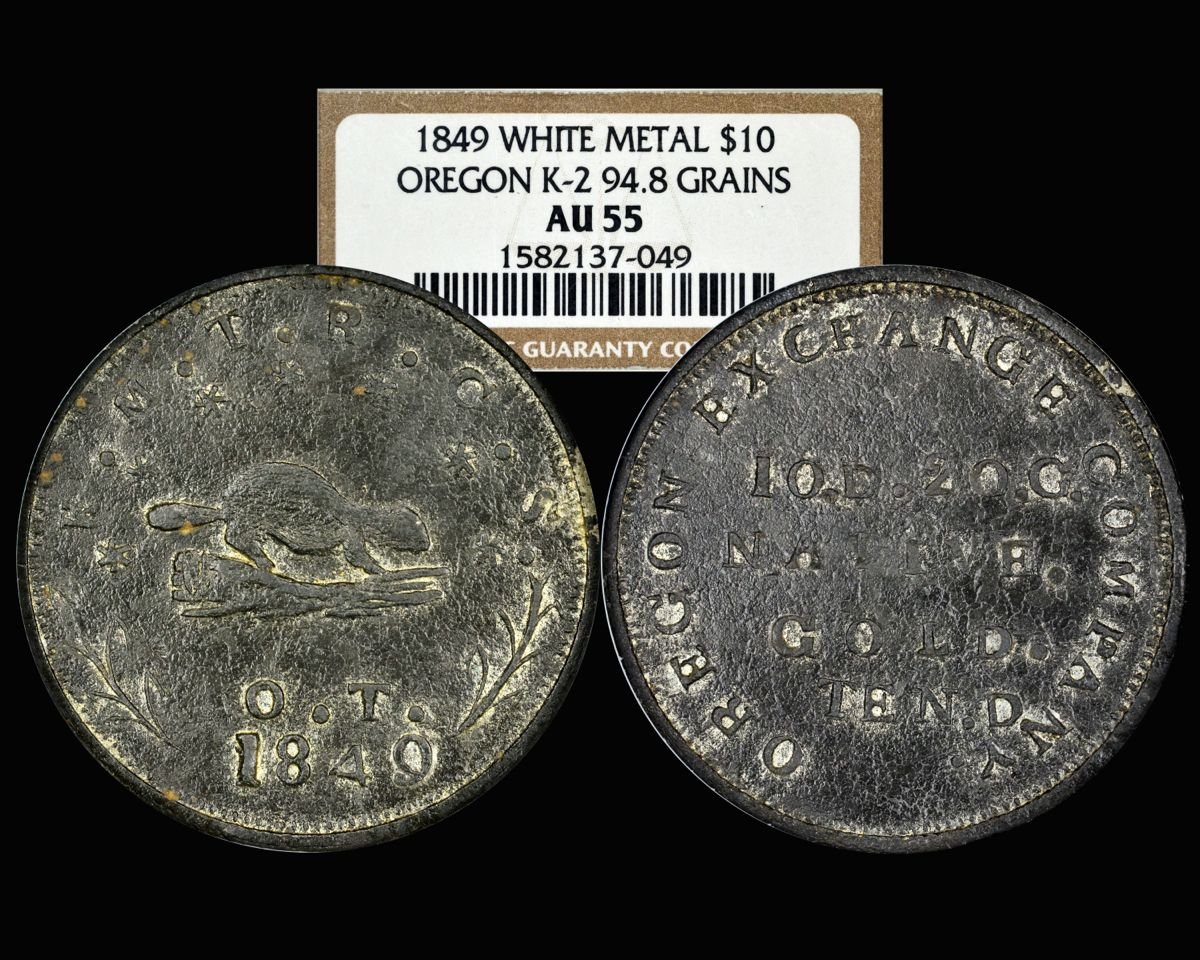 1849 WHITE METAL $10
OREGON K-2 94.8 GRAINS
AU 55
1582137-049
GUARANTY CO
K.M.T.R.C.S.
O.T.
1849
OREGON EXCHANGE COMPANY.
10.D.20.G.
NATIVE.
GOLD.
TEN.D.